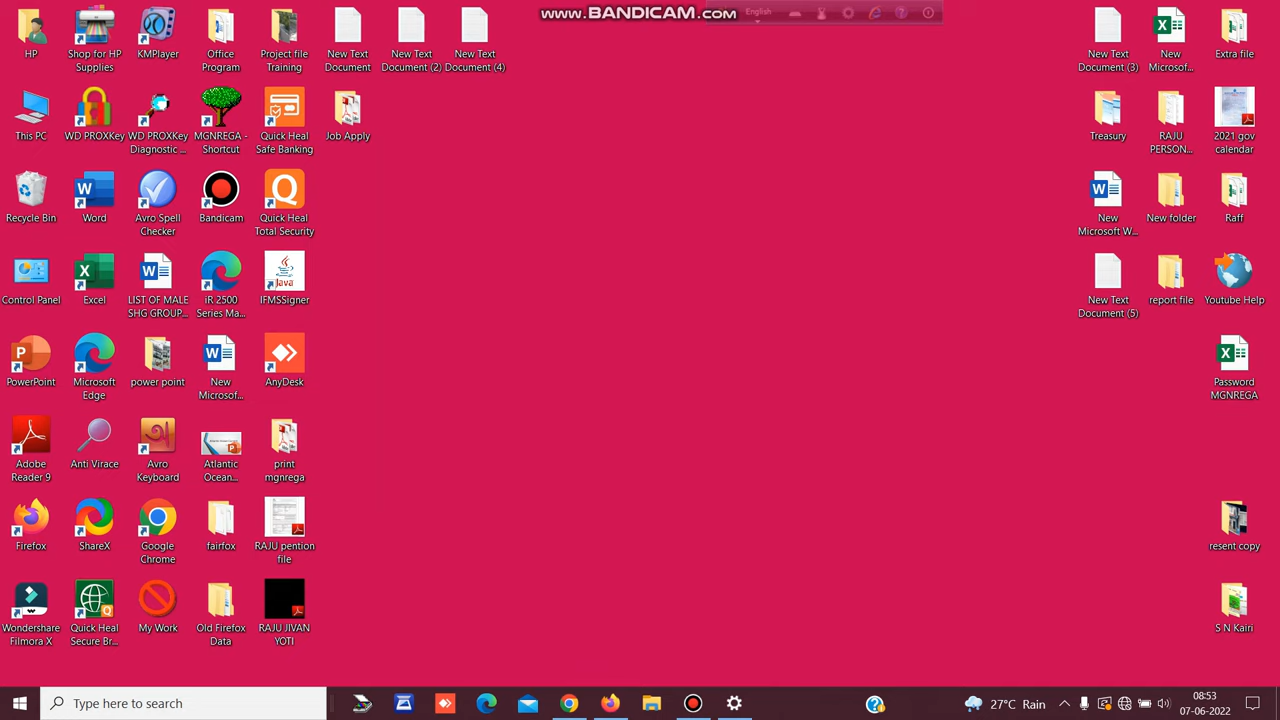 www.BANDICAM.com
English
HP
Shop for HP
Supplies
KMPlayer
Office
Program
Project file
Training
New Text
Document
New Text
Document (2)
New Text
Document (4)
New Text
Document (3)
New
Microsof...
Extra file
This PC
WD PROXKey
WD PROXKey
Diagnostic ...
MGNREGA -
Shortcut
Quick Heal
Safe Banking
Job Apply
Treasury
RAJU
PERSON...
2021 gov
calendar
Recycle Bin
Word
Avro Spell
Checker
Bandicam
Quick Heal
Total Security
New
Microsoft W...
New folder
Raff
Control Panel
Excel
LIST OF MALE
SHG GROUP...
iR 2500
Series Ma...
IFMSSigner
New Text
Document (5)
report file
Youtube Help
PowerPoint
Microsoft
Edge
power point
New
Microsof...
AnyDesk
Password
MGNREGA
Adobe
Reader 9
Anti Virace
Avro
Keyboard
Atlantic
Ocean...
print
mgnrega
Firefox
ShareX
Google
Chrome
fairfox
RAJU pention
file
resent copy
Wondershare
Filmora X
Quick Heal
Secure Br...
My Work
Old Firefox
Data
RAJU JIVAN
YOTI
S N Kairi
Type here to search
27°C Rain
08:53
07-06-2022